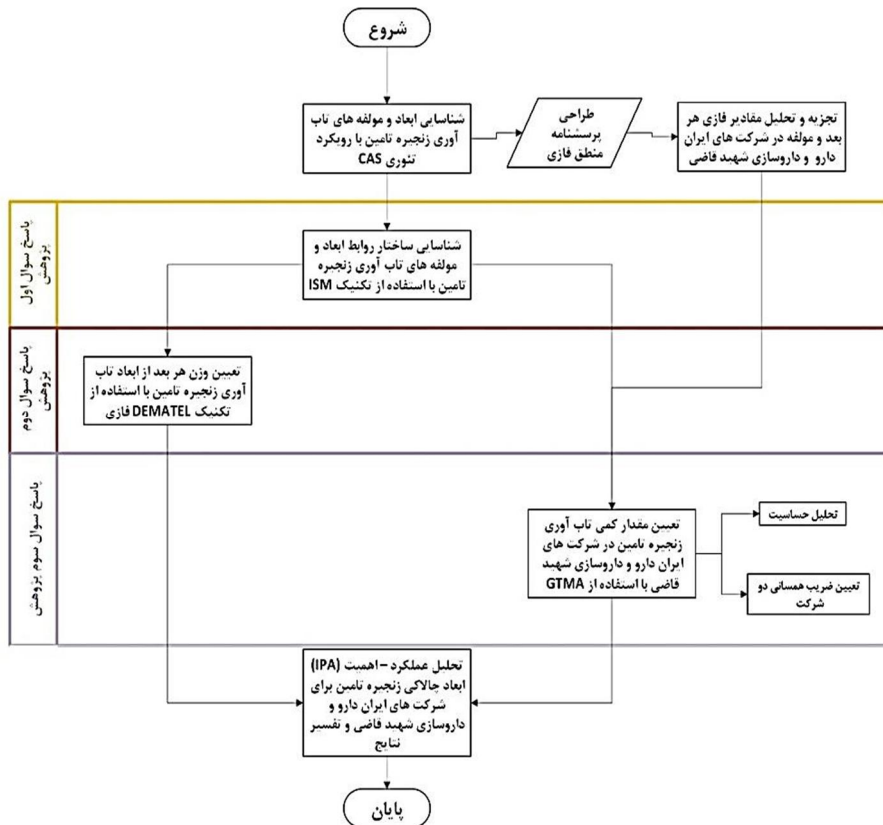 شروع
شناسایی ابعاد و مولفه های تاب
آوری زنجیره تامین با رویکرد
تئوری CAS
طراحی
پرسشنامه
منطق فازی
تجزیه و تحلیل مقادیر فازی هر
بعد و مولفه در شرکت های ایران
دارو و داروسازی شهید قاضی
پاسخ سوال اول
پژوهش
شناسایی ساختار روابط ابعاد و
مولفه های تاب آوری زنجیره
تامین با استفاده از تکنیک ISM
پاسخ سوال دوم
پژوهش
تعیین وزن هر بعد از ابعاد تاب
آوری زنجیره تامین با استفاده از
تکنیک DEMATEL فازی
پاسخ سوال سوم پژوهش
تعیین مقدار کمی تاب آوری
زنجیره تامین در شرکت های
ایران دارو و داروسازی شهید
قاضی با استفاده از GTMA
تحلیل حساسیت
تعیین ضریب همسانی دو
شرکت
تحلیل عملکرد – اهمیت (IPA)
ابعاد چالاکی زنجیره تامین برای
شرکت های ایران دارو و
داروسازی شهید قاضی و تفسیر
نتایج
پایان